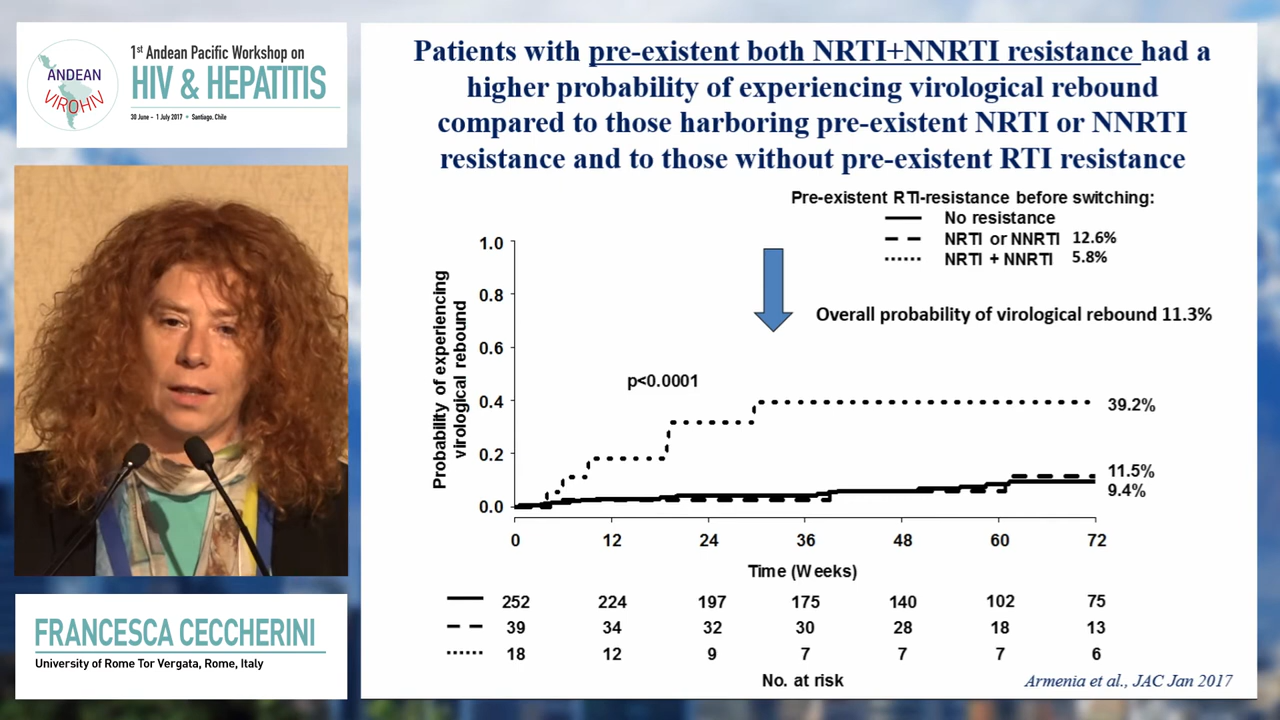 ANDEAN
VIROHIV
1st Andean Pacific Workshop on
HIV & HEPATITIS
30 June - 1 July 2017 • Santiago, Chile
FRANCESCA CECCHERINI
University of Rome Tor Vergata, Rome, Italy
Patients with pre-existent both NRTI+NNRTI resistance had a
higher probability of experiencing virological rebound
compared to those harboring pre-existent NRTI or NNRTI
resistance and to those without pre-existent RTI resistance
Pre-existent RTI-resistance before switching:
No resistance
NRTI or NNRTI 12.6%
NRTI + NNRTI 5.8%
Overall probability of virological rebound 11.3%
Probability of experiencing
virological rebound
1.0
0.8
0.6
0.4
0.2
0.0
p<0.0001
39.2%
11.5%
9.4%
0 12 24 36 48 60 72
Time (Weeks)
252 224 197 175 140 102 75
39 34 32 30 28 18 13
18 12 9 7 7 7 6
No. at risk
Armenia et al., JAC Jan 2017